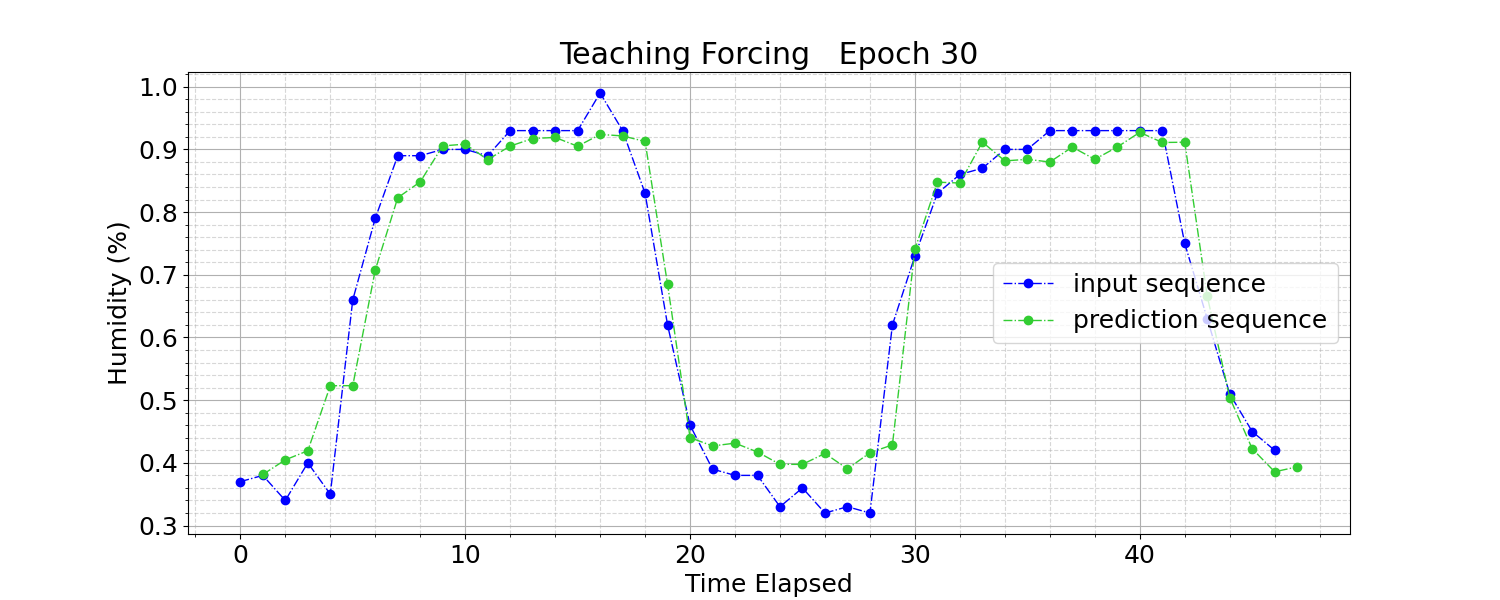 Teaching Forcing   Epoch 30
1.0
0.9
0.8
0.7
0.6
0.5
0.4
0.3
Humidity (%)
input sequence
prediction sequence
0 10 20 30 40
Time Elapsed